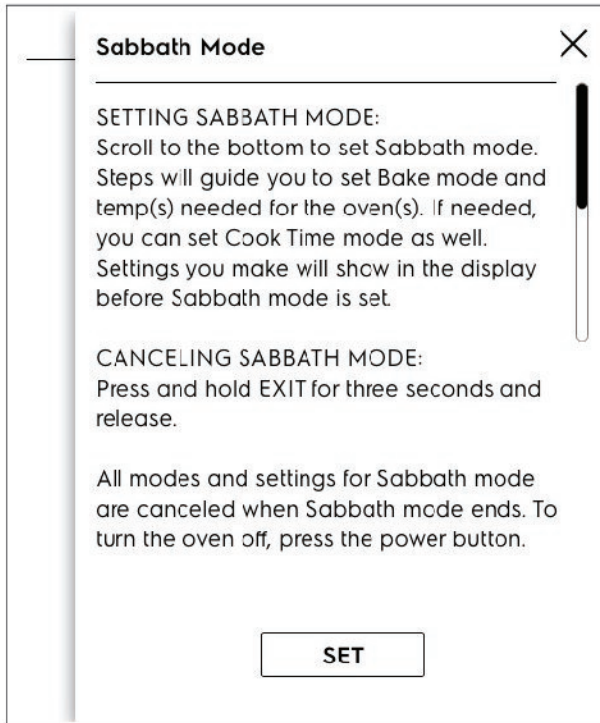 Sabbath Mode
SETTING SABBATH MODE:
Scroll to the bottom to set Sabbath mode.
Steps will guide you to set Bake mode and
temp(s) needed for the oven(s). If needed,
you can set Cook Time mode as well.
Settings you make will show in the display
before Sabbath mode is set.
CANCELING SABBATH MODE:
Press and hold EXIT for three seconds and
release.
All modes and settings for Sabbath mode
are canceled when Sabbath mode ends. To
turn the oven off, press the power button.
SET